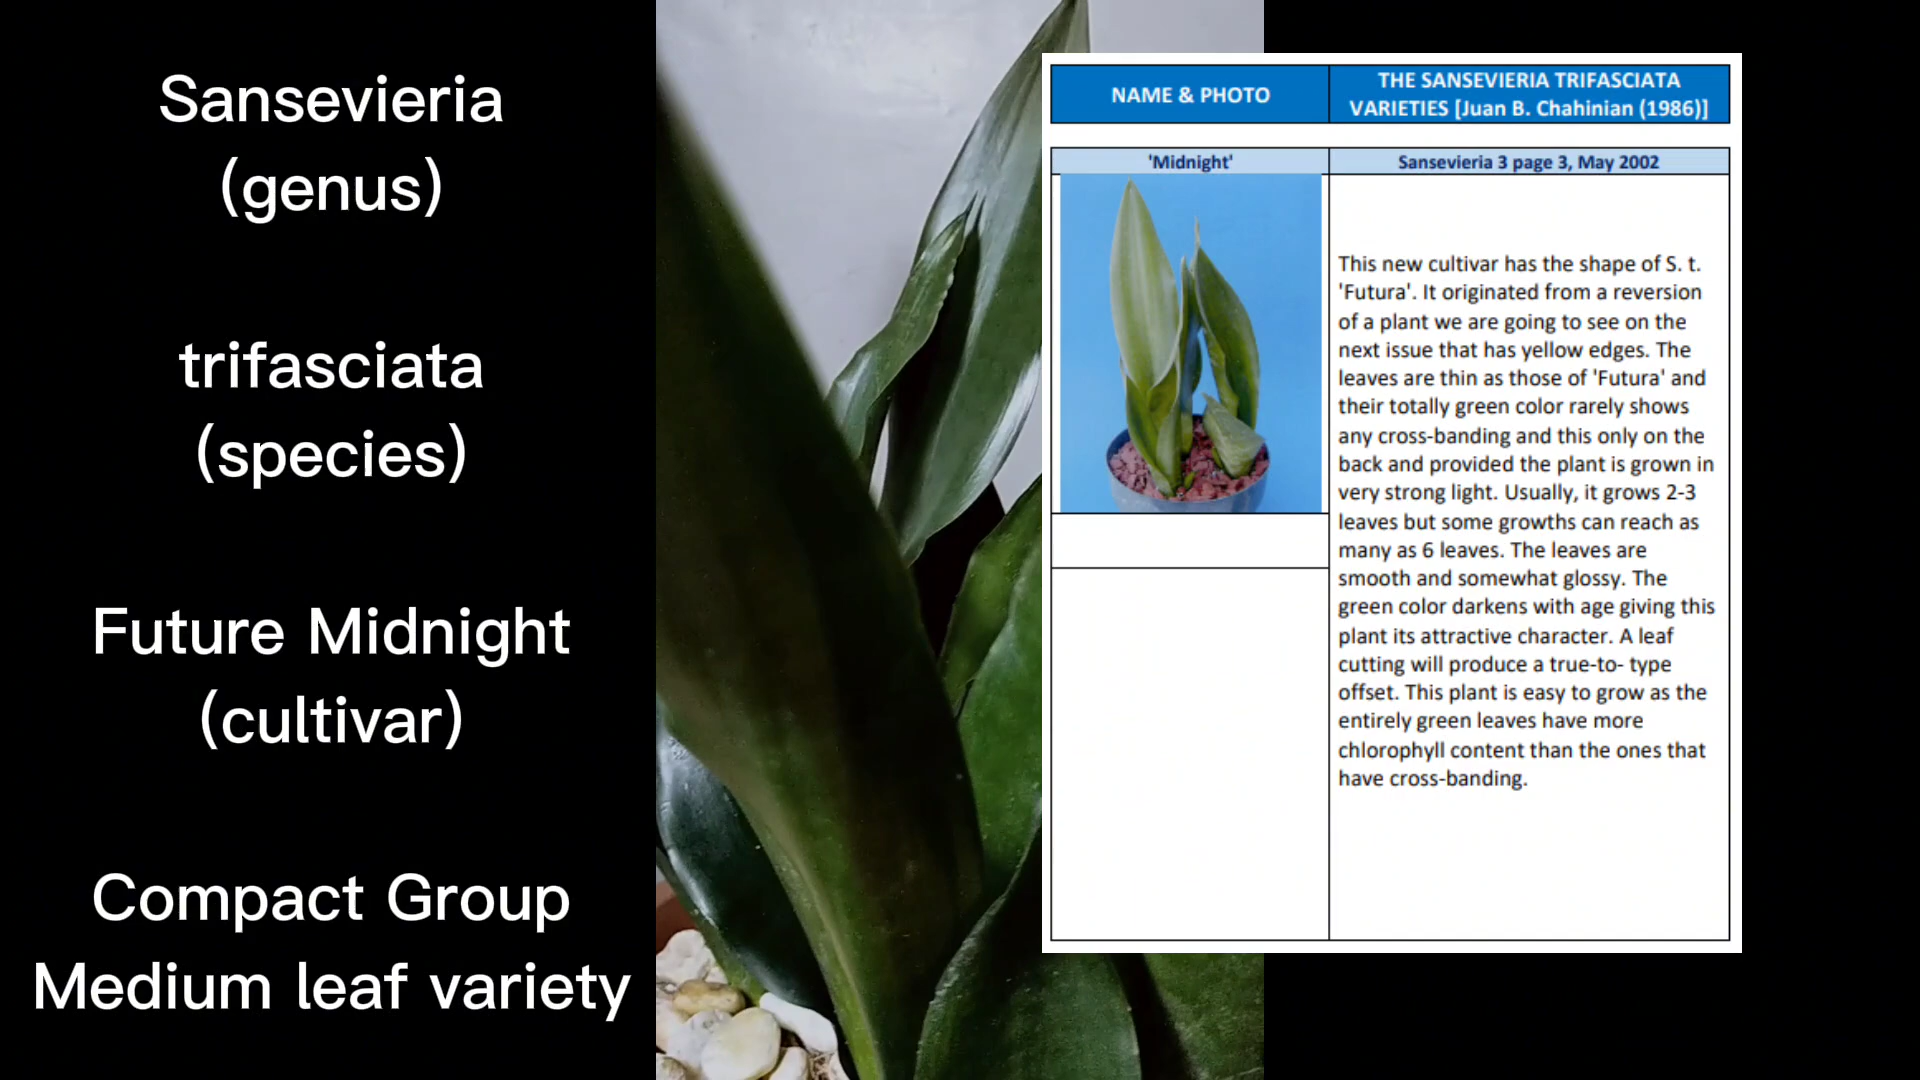 Sansevieria
(genus)
trifasciata
(species)
Future Midnight
(cultivar)
Compact Group
Medium leaf variety
NAME & PHOTO
THE SANSEVIERIA TRIFASCIATA
VARIETIES [Juan B. Chahinian (1986)]
'Midnight'
Sansevieria 3 page 3, May 2002
This new cultivar has the shape of S. t.
'Futura'. It originated from a reversion
of a plant we are going to see on the
next issue that has yellow edges. The
leaves are thin as those of 'Futura' and
their totally green color rarely shows
any cross-banding and this only on the
back and provided the plant is grown in
very strong light. Usually, it grows 2-3
leaves but some growths can reach as
many as 6 leaves. The leaves are
smooth and somewhat glossy. The
green color darkens with age giving this
plant its attractive character. A leaf
cutting will produce a true-to- type
offset. This plant is easy to grow as the
entirely green leaves have more
chlorophyll content than the ones that
have cross-banding.